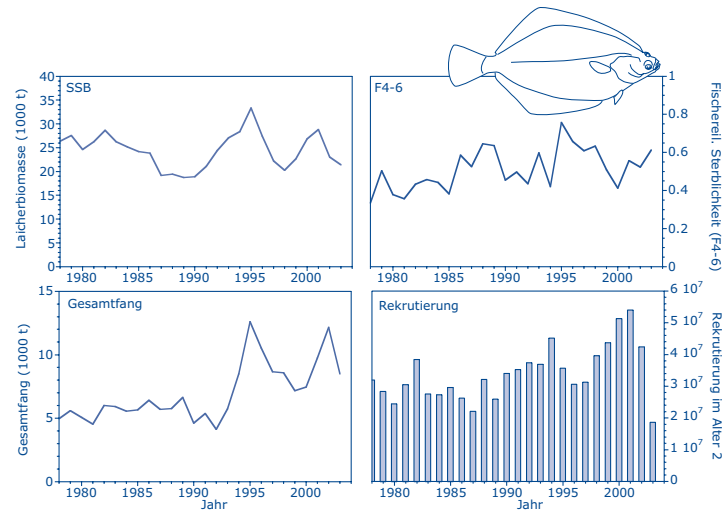 SSB
Laicherbiomasse (1000 t)
40
35
30
25
20
15
10
5
0
1980 1985 1990 1995 2000
F4-6
Fischereil. Sterblichkeit (F4-6)
1
0.8
0.6
0.4
0.2
0
1980 1985 1990 1995 2000
Gesamtfang
Gesamtfang (1000 t)
15
10
5
0
1980 1985 1990 1995 2000
Jahr
Rekrutierung
Rekrutierung im Alter 2
6 10⁷
5 10⁷
4 10⁷
3 10⁷
2 10⁷
1 10⁷
0
1980 1985 1990 1995 2000
Jahr